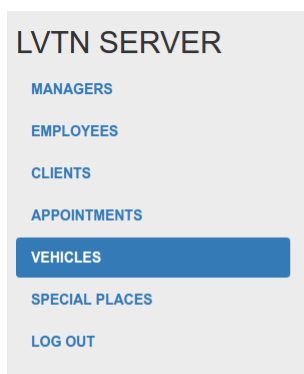 LVTN SERVER
MANAGERS
EMPLOYEES
CLIENTS
APPOINTMENTS
VEHICLES
SPECIAL PLACES
LOG OUT